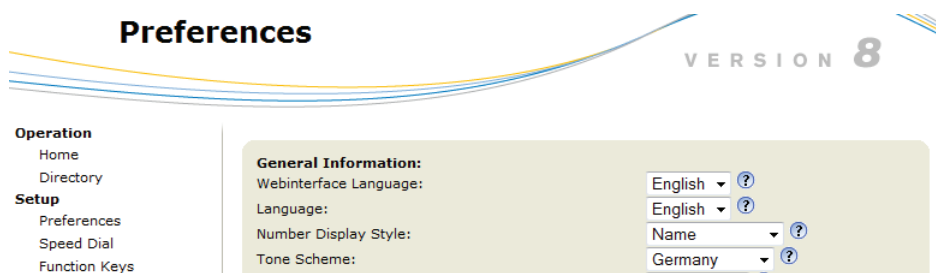 Preferences
VERSION 8
Operation
Home
Directory
Setup
Preferences
Speed Dial
Function Keys
General Information:
Webinterface Language: English ?
Language: English ?
Number Display Style: Name ?
Tone Scheme: Germany ?